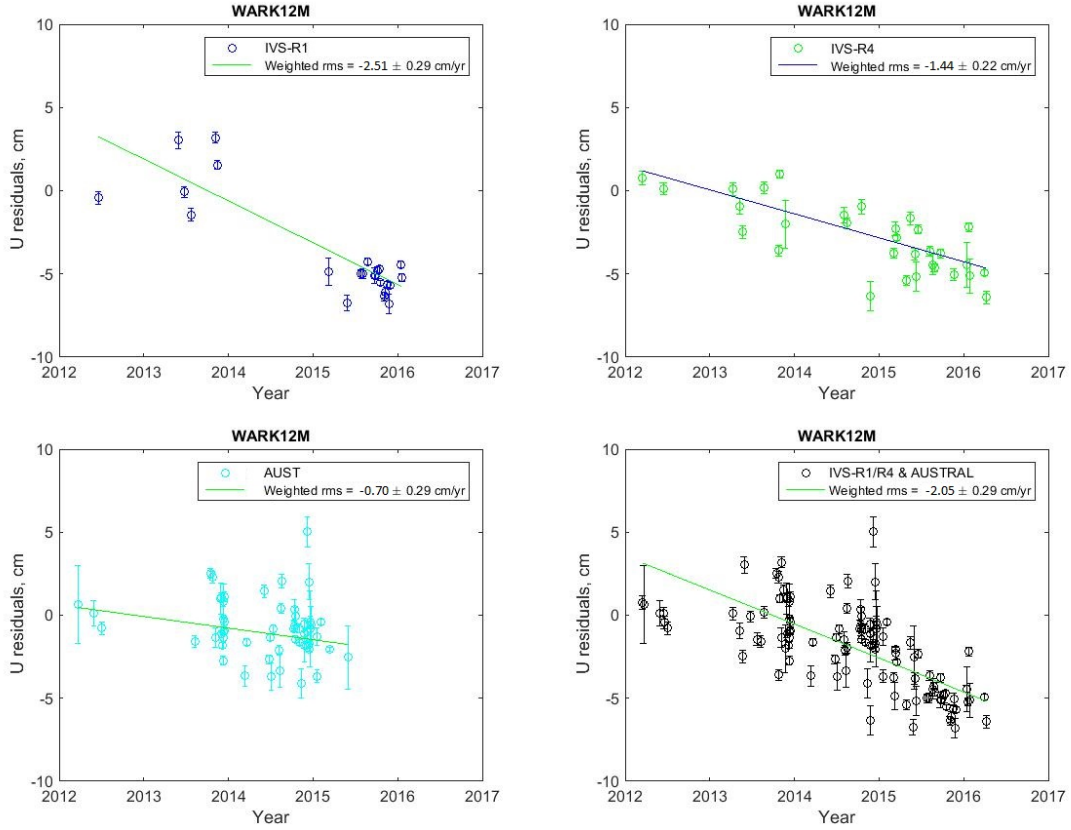 WARK12M
IVS-R1
Weighted rms = -2.51 ± 0.29 cm/yr
U residuals, cm
10
5
0
-5
-10
2012 2013 2014 2015 2016 2017
Year
WARK12M
IVS-R4
Weighted rms = -1.44 ± 0.22 cm/yr
U residuals, cm
10
5
0
-5
-10
2012 2013 2014 2015 2016 2017
Year
WARK12M
AUST
Weighted rms = -0.70 ± 0.29 cm/yr
U residuals, cm
10
5
0
-5
-10
2012 2013 2014 2015 2016 2017
Year
WARK12M
IVS-R1/R4 & AUSTRAL
Weighted rms = -2.05 ± 0.29 cm/yr
U residuals, cm
10
5
0
-5
-10
2012 2013 2014 2015 2016 2017
Year